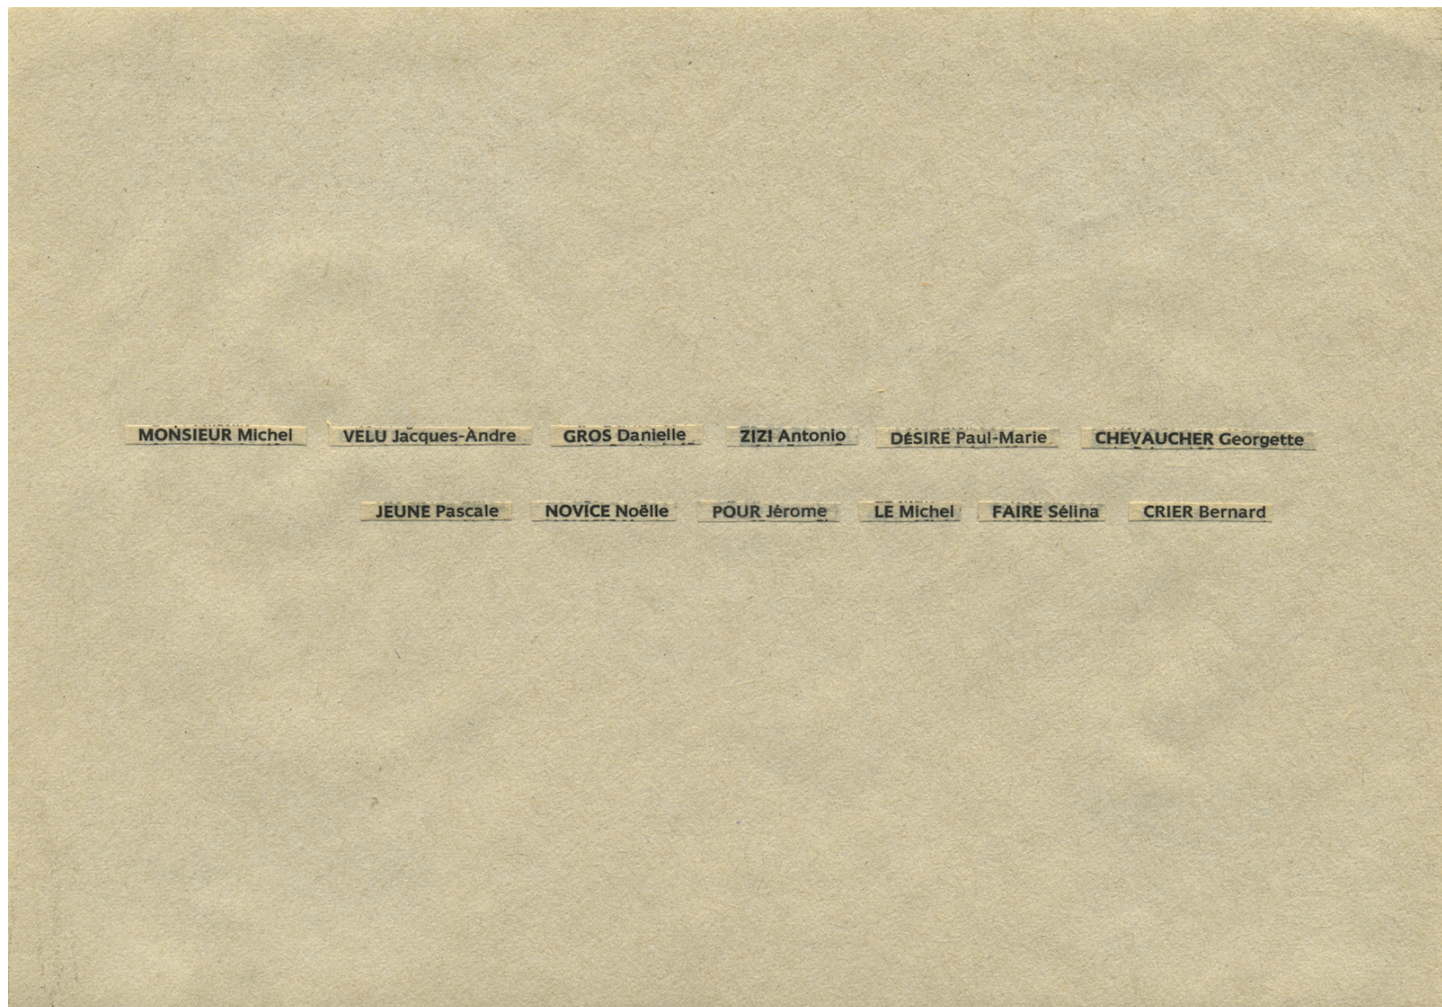 MONSIEUR Michel VELU Jacques-Andre GROS Danielle ZIZI Antonio DÉSIRE Paul-Marie CHEVAUCHER Georgette
JEUNE Pascale NOVICE Noëlle POUR Jérome LE Michel FAIRE Sélina CRIER Bernard